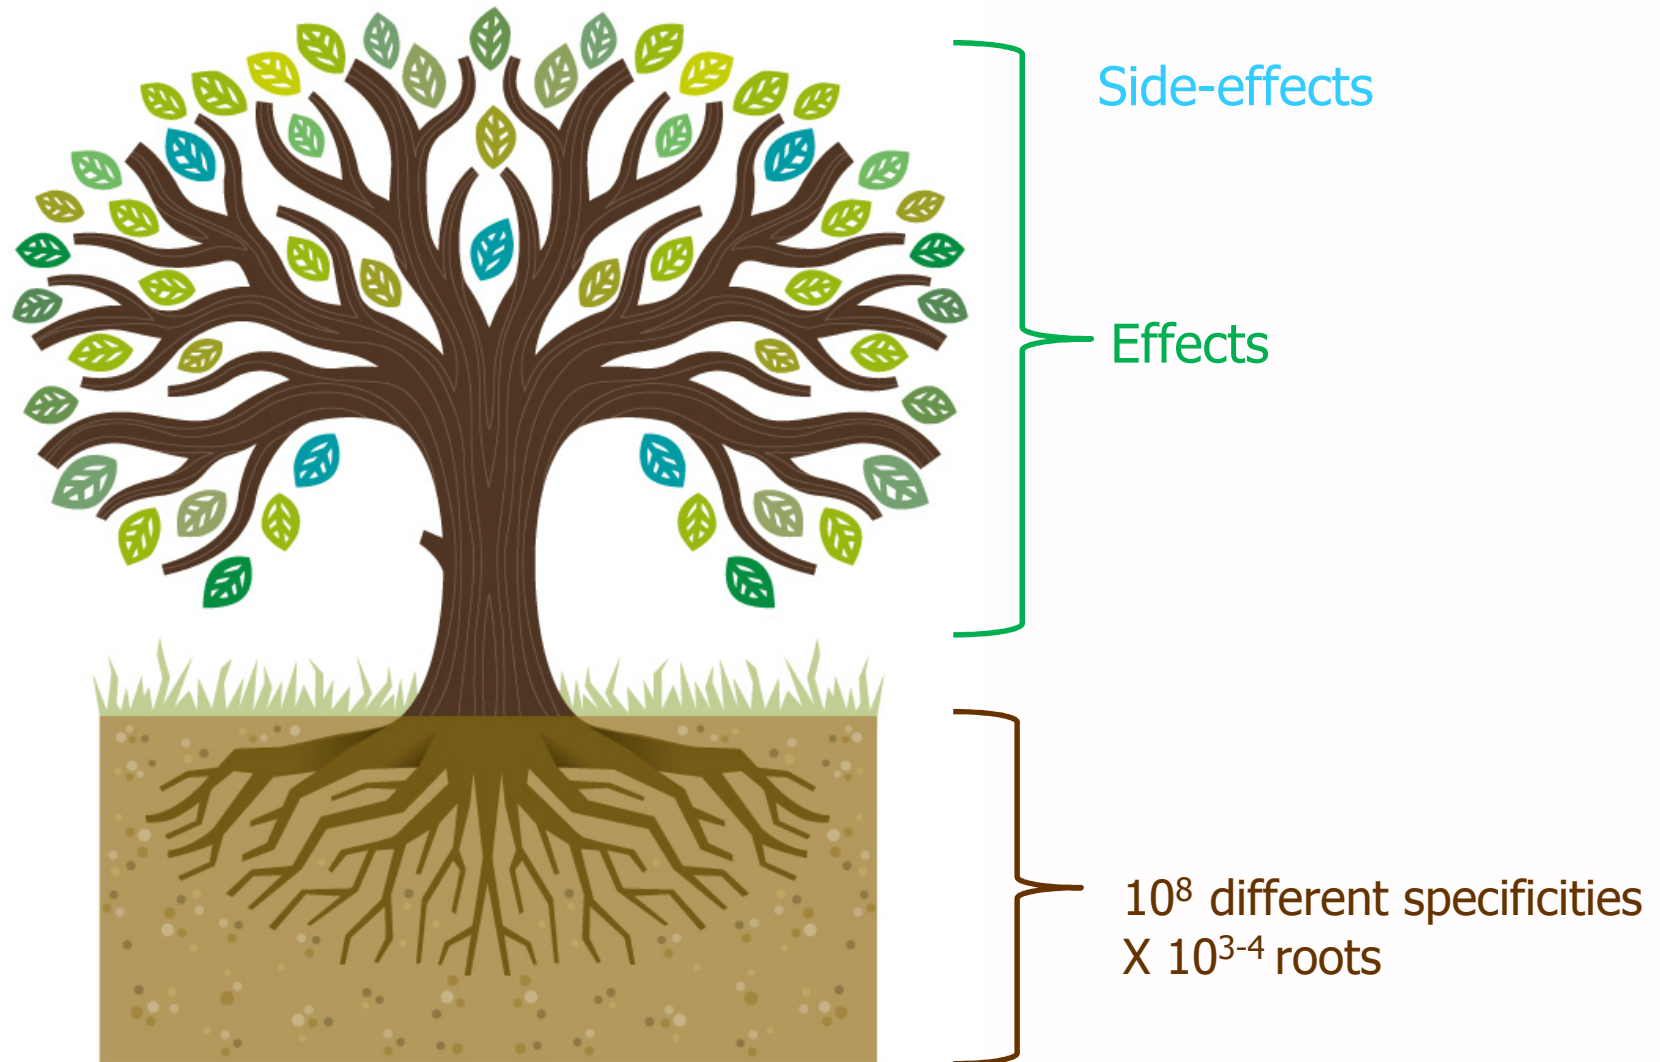 Side-effects
Effects
10⁸ different specificities
X 10³⁻⁴ roots